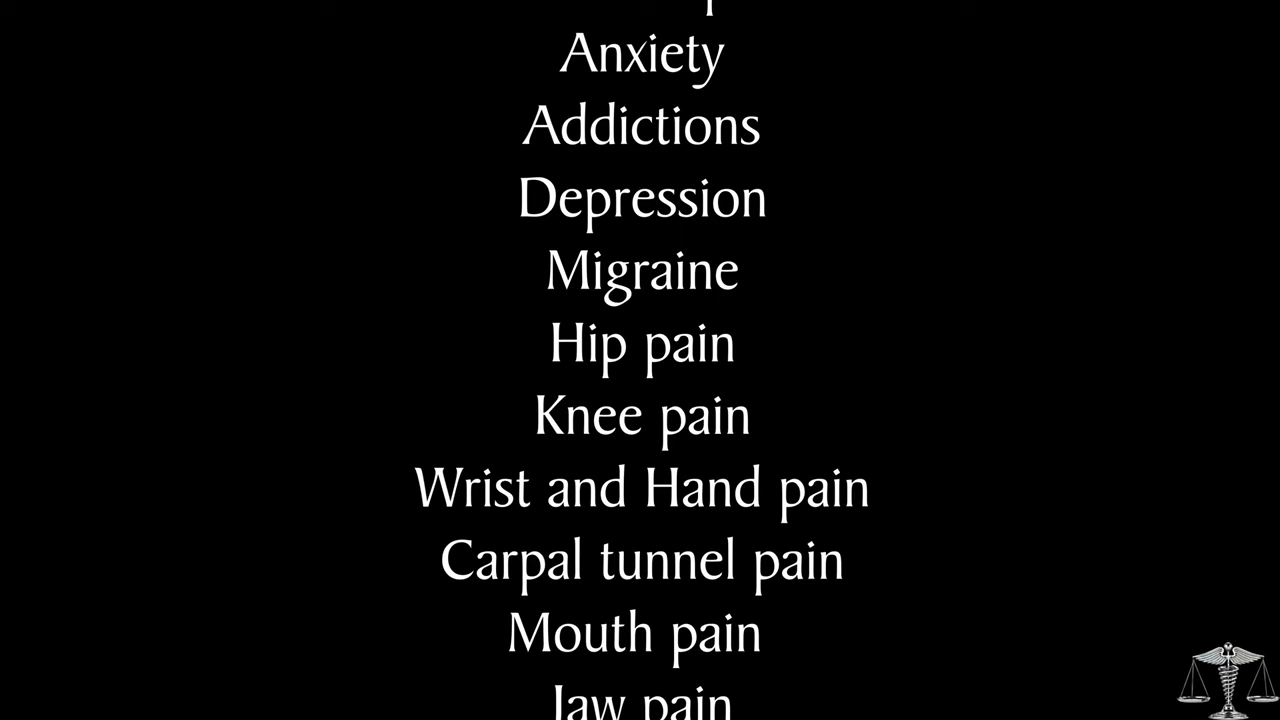 Anxiety
Addictions
Depression
Migraine
Hip pain
Knee pain
Wrist and Hand pain
Carpal tunnel pain
Mouth pain
Jaw pain